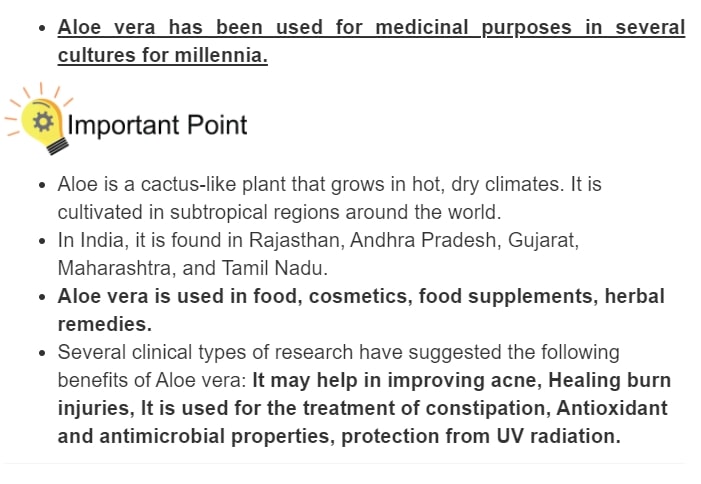 Aloe vera has been used for medicinal purposes in several
cultures for millennia.
Important Point
Aloe is a cactus-like plant that grows in hot, dry climates. It is
cultivated in subtropical regions around the world.
In India, it is found in Rajasthan, Andhra Pradesh, Gujarat,
Maharashtra, and Tamil Nadu.
Aloe vera is used in food, cosmetics, food supplements, herbal
remedies.
Several clinical types of research have suggested the following
benefits of Aloe vera: It may help in improving acne, Healing burn
injuries, It is used for the treatment of constipation, Antioxidant
and antimicrobial properties, protection from UV radiation.